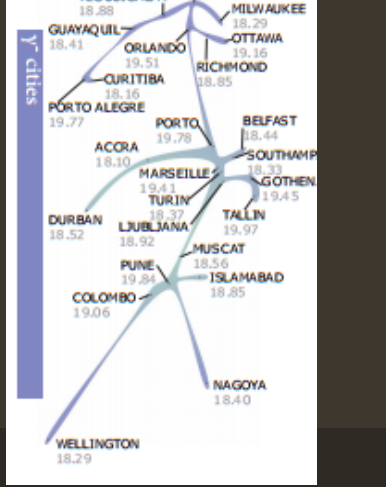 18.88
MILWAUKEE
18.29
GUAYAQUIL
18.41
OTTAWA
19.16
ORLANDO
19.51
RICHMOND
18.85
γ- cities
CURITIBA
18.16
PORTO ALEGRE
19.77
PORTO
19.78
BELFAST
18.44
ACCRA
18.10
SOUTHAMP
18.33
MARSEILLE
19.41
GOTHEN
19.45
TURIN
18.37
TALLIN
19.97
DURBAN
18.52
LJUBLJANA
18.92
MUSCAT
18.56
PUNE
19.84
ISLAMABAD
18.85
COLOMBO
19.06
NAGOYA
18.40
WELLINGTON
18.29